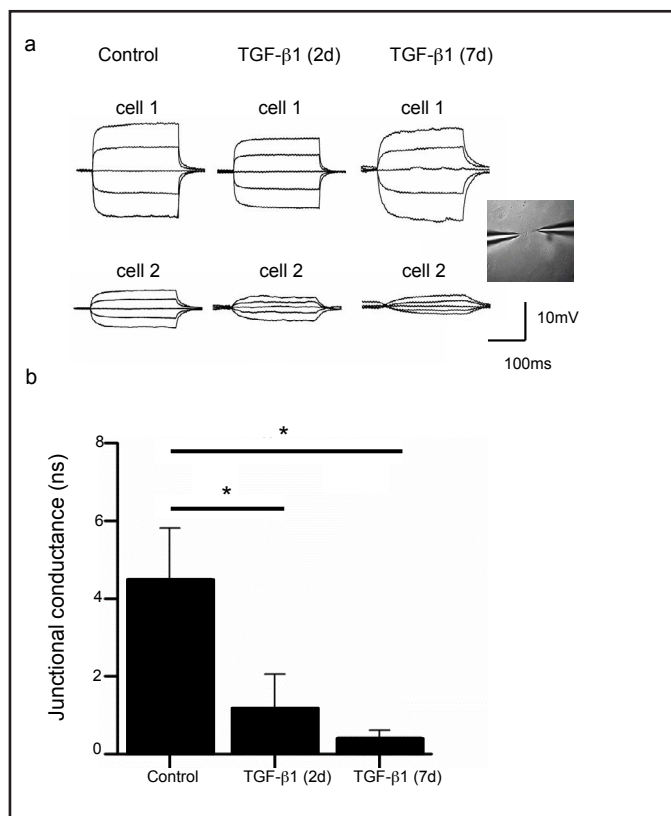 a
Control TGF-β1 (2d) TGF-β1 (7d)
cell 1 cell 1 cell 1
cell 2 cell 2 cell 2
10mV
100ms
b
* 
*
8
6
4
2
0
Junctional conductance (ns)
Control TGF-β1 (2d) TGF-β1 (7d)